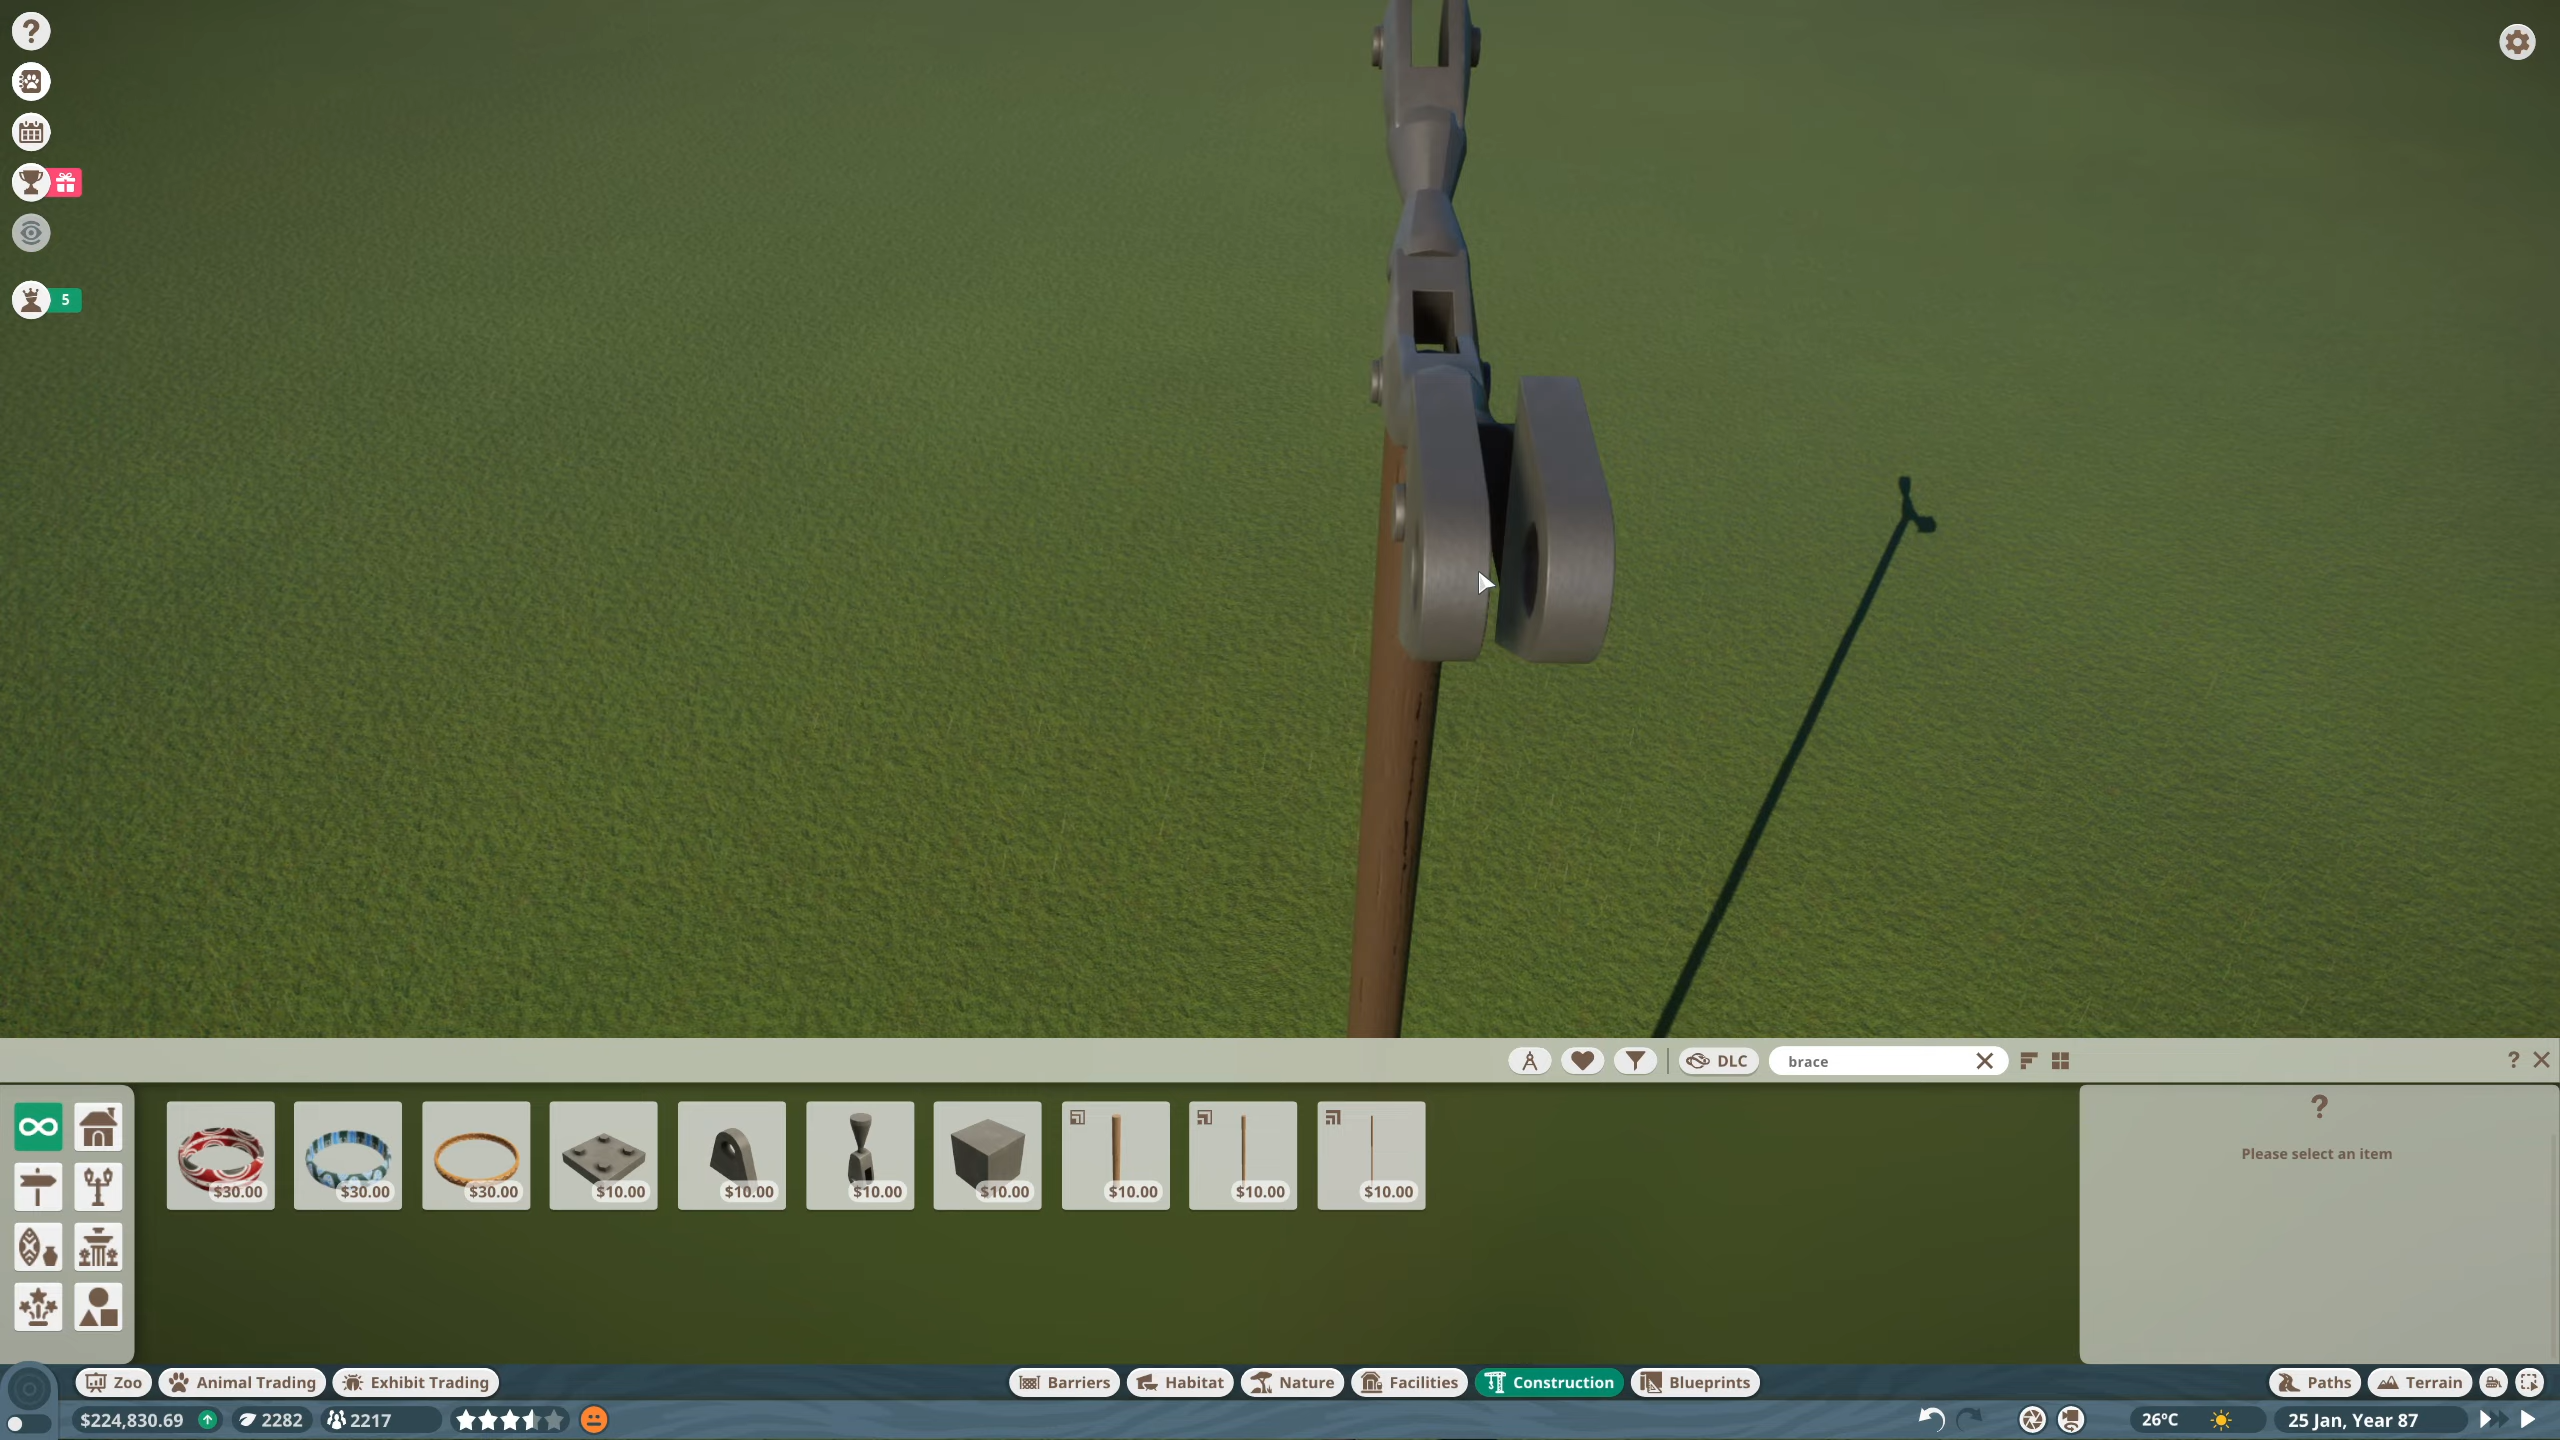 5
DLC
brace
?
Please select an item
$30.00
$30.00
$30.00
$10.00
$10.00
$10.00
$10.00
$10.00
$10.00
$10.00
Zoo
Animal Trading
Exhibit Trading
Barriers
Habitat
Nature
Facilities
Construction
Blueprints
Paths
Terrain
$224,830.69
2282
2217
26°C
25 Jan, Year 87